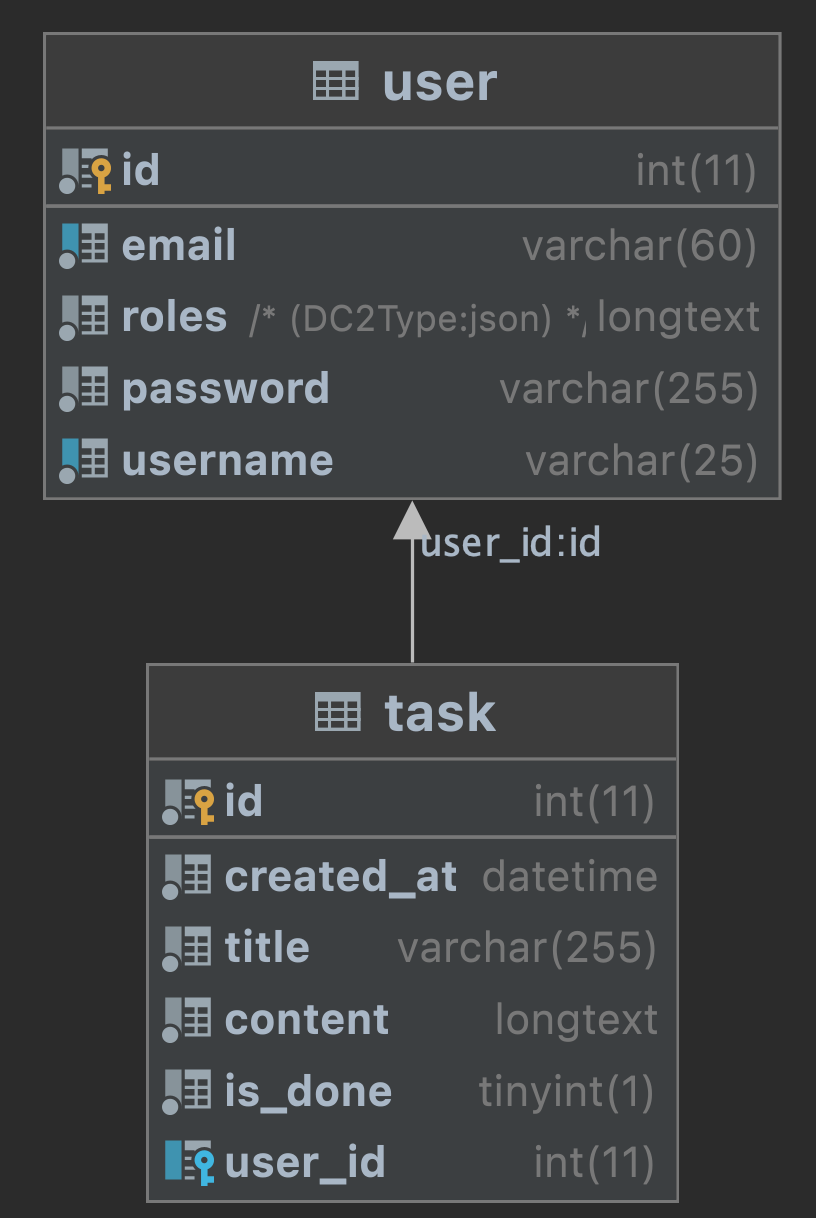 user
id int(11)
email varchar(60)
roles /* (DC2Type:json) */ longtext
password varchar(255)
username varchar(25)
user_id:id
task
id int(11)
created_at datetime
title varchar(255)
content longtext
is_done tinyint(1)
user_id int(11)